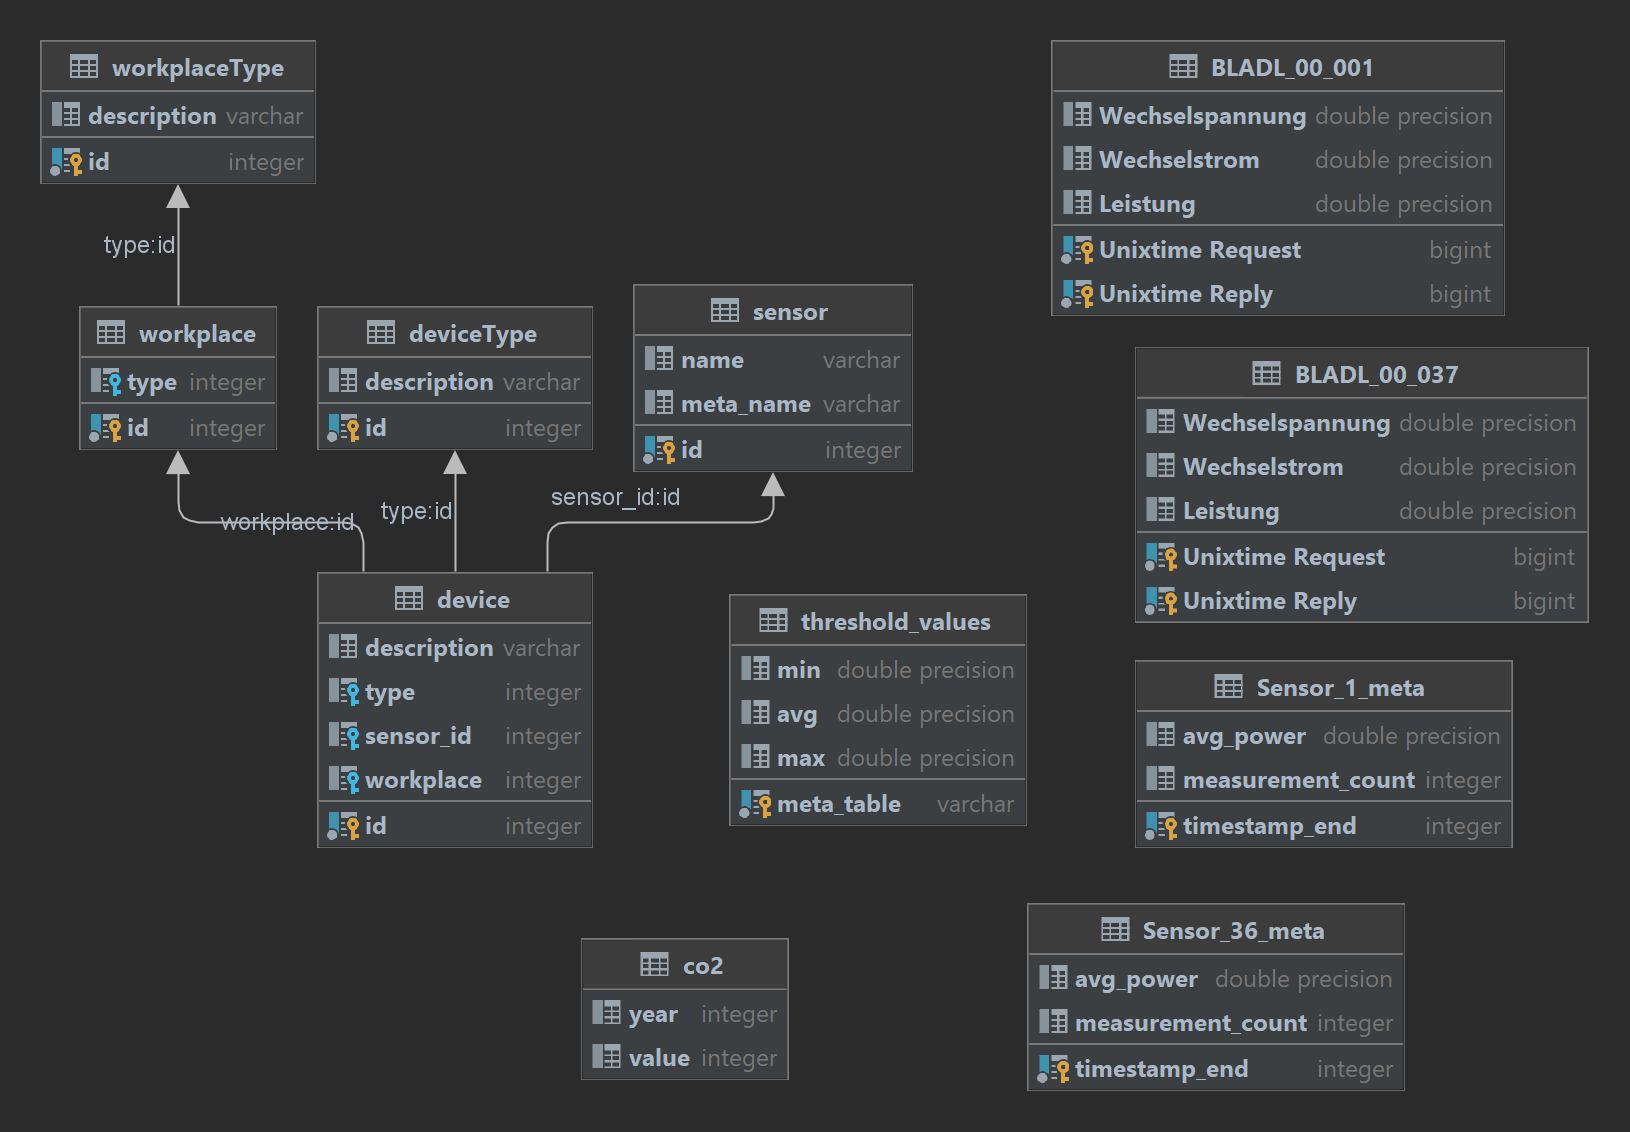 workplaceType
description varchar
id integer
type:id
workplace
type integer
id integer
deviceType
description varchar
id integer
sensor
name varchar
meta_name varchar
id integer
workplace:id
type:id
sensor_id:id
device
description varchar
type integer
sensor_id integer
workplace integer
id integer
threshold_values
min double precision
avg double precision
max double precision
meta_table varchar
co2
year integer
value integer
BLADL_00_001
Wechselspannung double precision
Wechselstrom double precision
Leistung double precision
Unixtime Request bigint
Unixtime Reply bigint
BLADL_00_037
Wechselspannung double precision
Wechselstrom double precision
Leistung double precision
Unixtime Request bigint
Unixtime Reply bigint
Sensor_1_meta
avg_power double precision
measurement_count integer
timestamp_end integer
Sensor_36_meta
avg_power double precision
measurement_count integer
timestamp_end integer